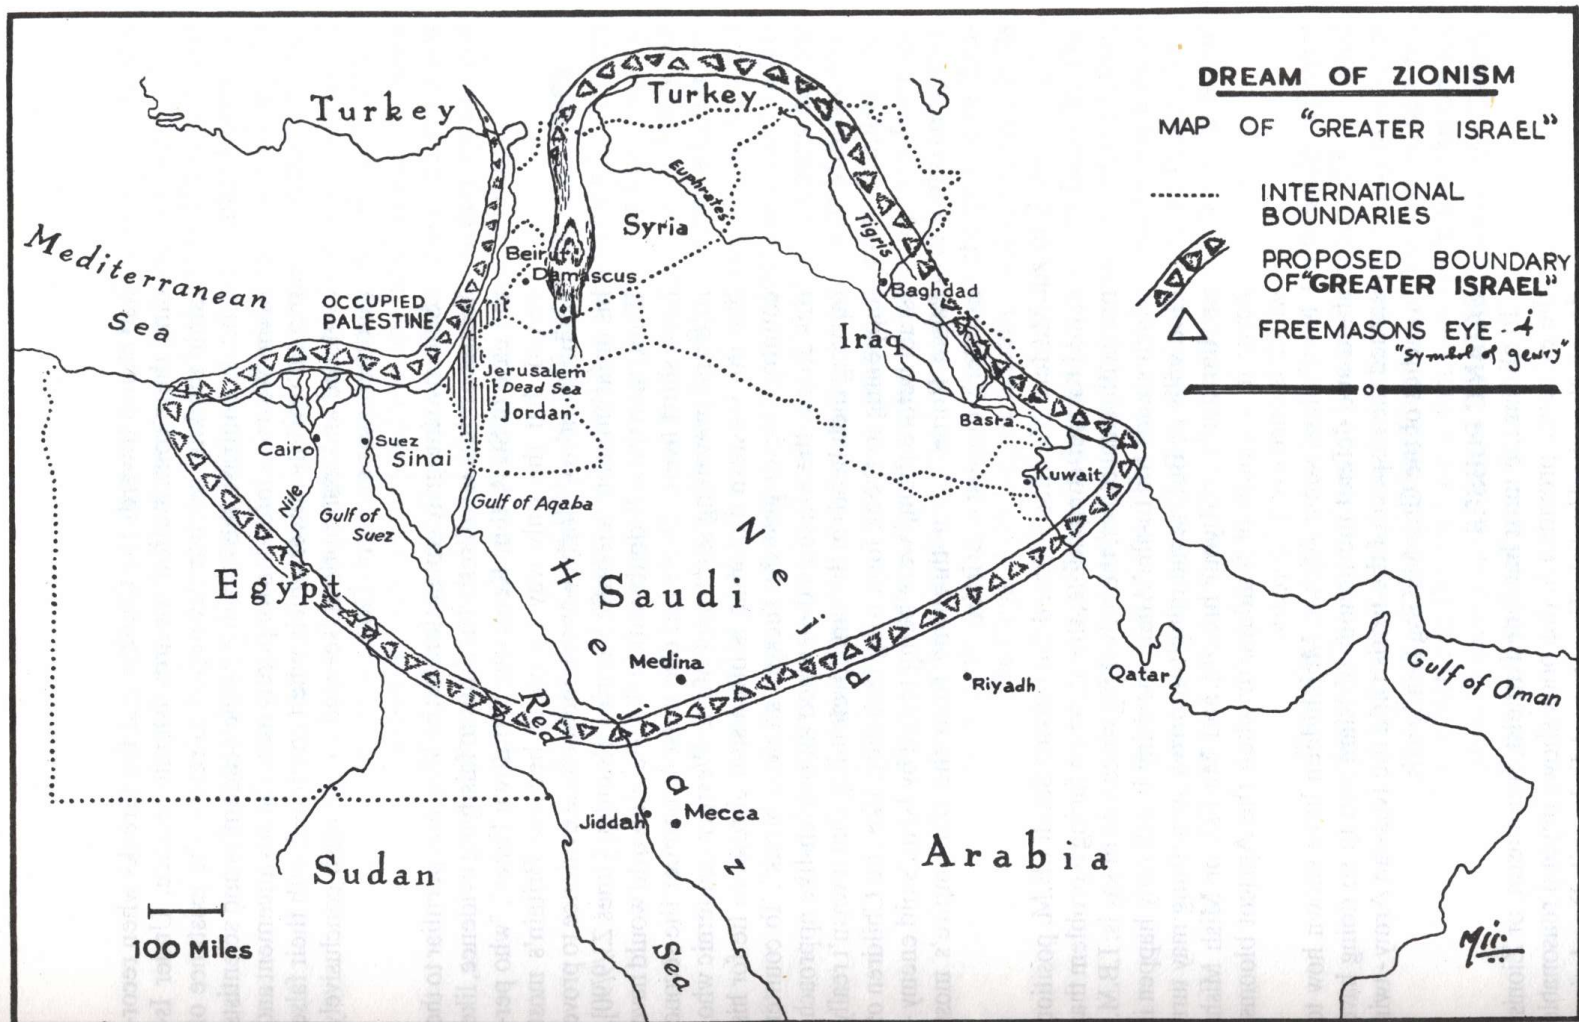 DREAM OF ZIONISM
MAP OF "GREATER ISRAEL"
INTERNATIONAL
BOUNDARIES
PROPOSED BOUNDARY
OF "GREATER ISRAEL"
FREEMASONS EYE -
"symbol of gewry"
Turkey
Turkey
Mediterranean
Sea
OCCUPIED
PALESTINE
Beirut
Damascus
Syria
Euphrates
Tigris
Baghdad
Iraq
Jerusalem
Dead Sea
Jordan
Basra
Kuwait
Cairo
Suez
Sinai
Nile
Gulf of
Suez
Gulf of Aqaba
Egypt
Saudi
Arabia
Nejd
Hejaz
Medina
Riyadh
Qatar
Gulf of Oman
Red
Sea
Jiddah
Mecca
Sudan
100 Miles